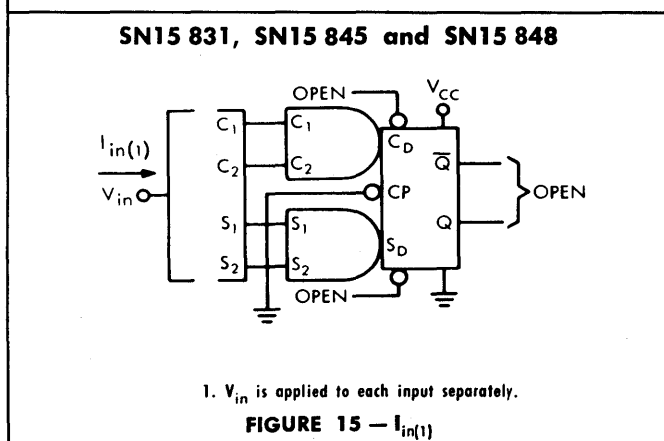 SN15 831, SN15 845 and SN15 848
OPEN
VCC
Iin(1)
Vin
C1
C2
S1
S2
C1
C2
S1
S2
CD
CP
SD
Q̅
Q
OPEN
OPEN
1. Vin is applied to each input separately.
FIGURE 15 — Iin(1)